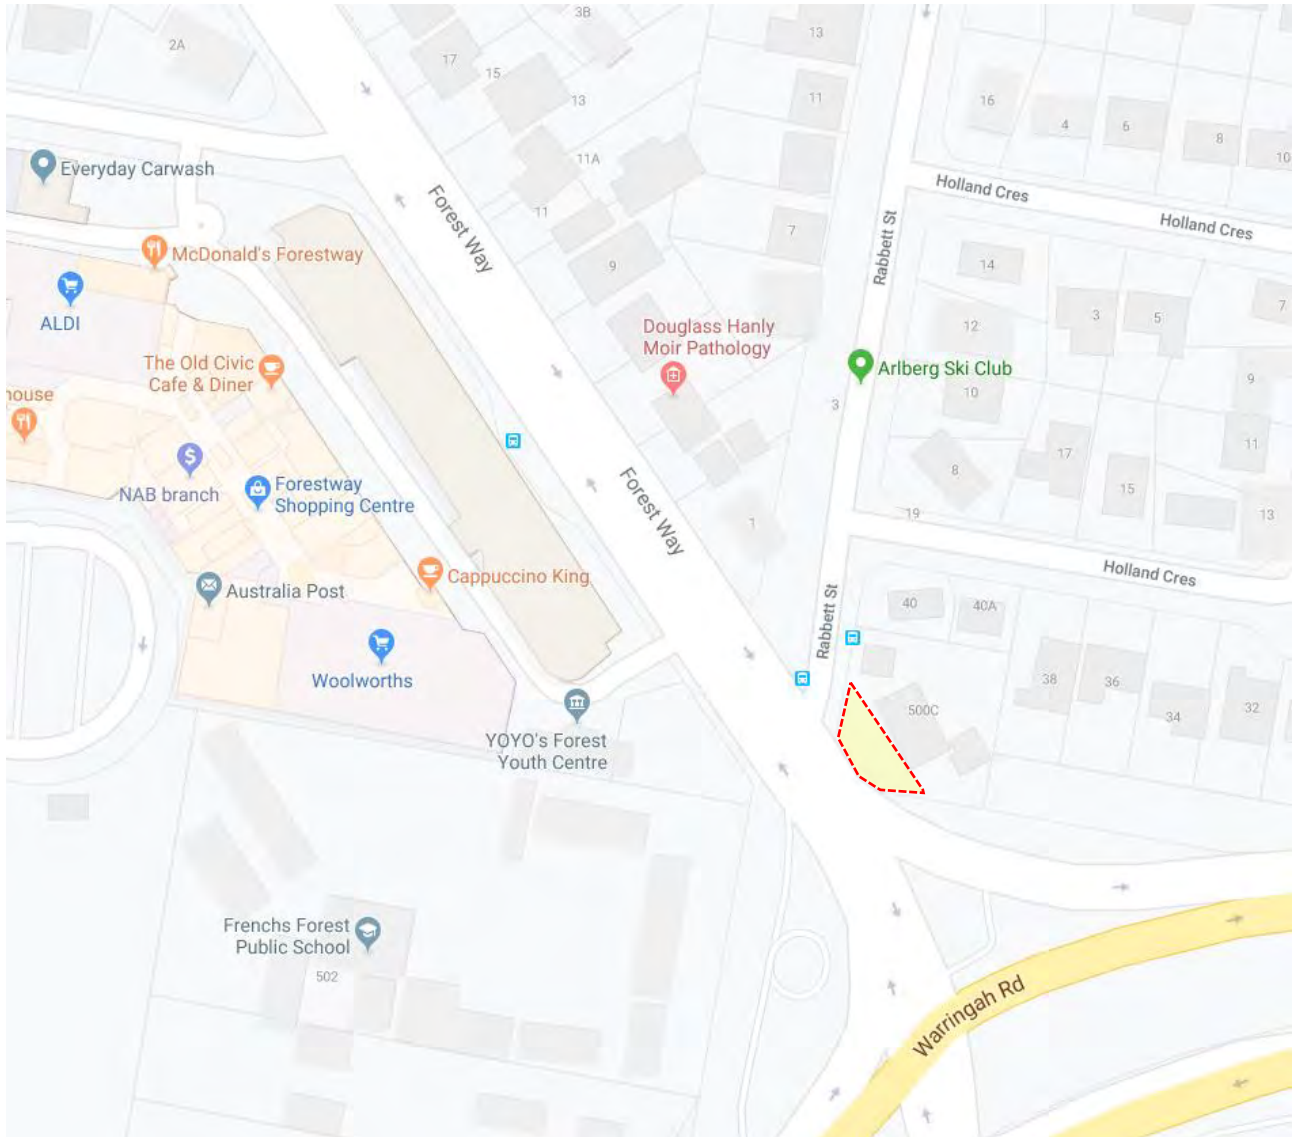 3B
2A
13
17
15
13
11
16
4
6
8
10
Everyday Carwash
11A
Holland Cres
Holland Cres
11
7
Forest Way
Rabbett St
McDonald's Forestway
9
14
7
ALDI
12
3
5
Douglass Hanly
Moir Pathology
The Old Civic
Cafe & Diner
Arlberg Ski Club
9
10
3
house
11
17
8
15
NAB branch
Forestway
Shopping Centre
Forest Way
19
13
1
Cappuccino King
Holland Cres
Australia Post
40
40A
Rabbett St
Woolworths
38
36
34
32
500C
YOYO's Forest
Youth Centre
Frenchs Forest
Public School
502
Warringah Rd